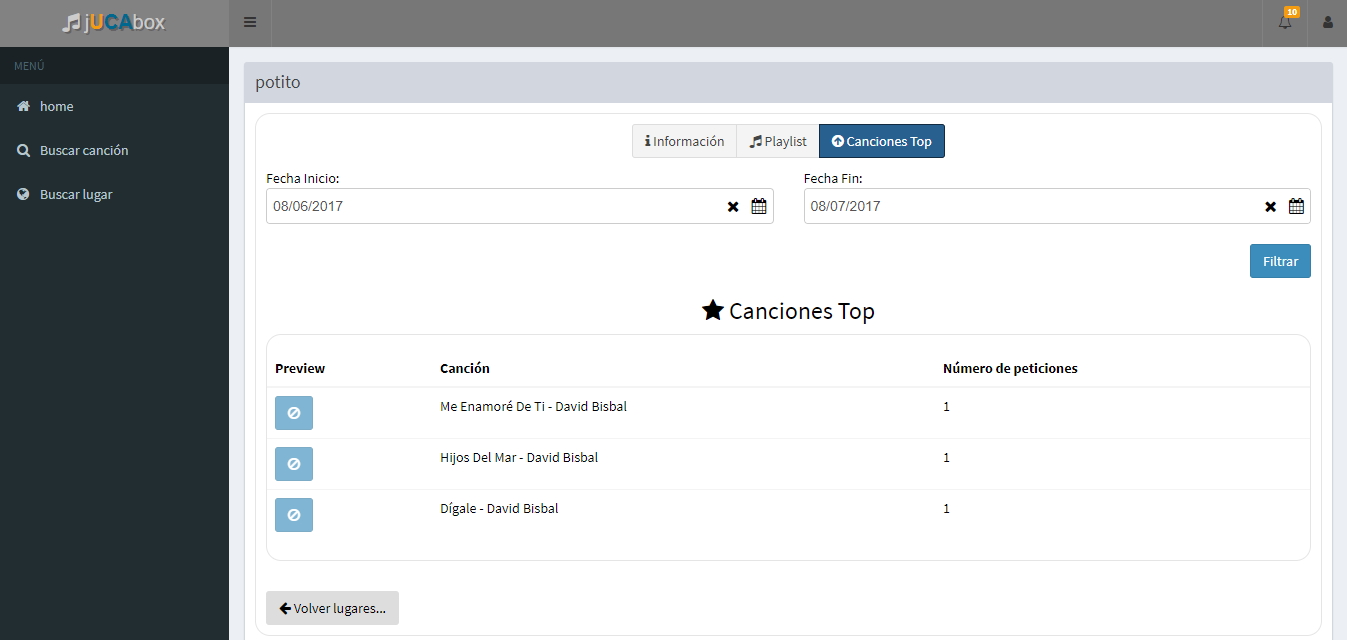 jUCAbox
10
MENÚ
home
Buscar canción
Buscar lugar
potito
Información Playlist Canciones Top
Fecha Inicio: Fecha Fin:
08/06/2017 08/07/2017
Filtrar
Canciones Top
Preview Canción Número de peticiones
Me Enamoré De Ti - David Bisbal 1
Hijos Del Mar - David Bisbal 1
Dígale - David Bisbal 1
Volver lugares...